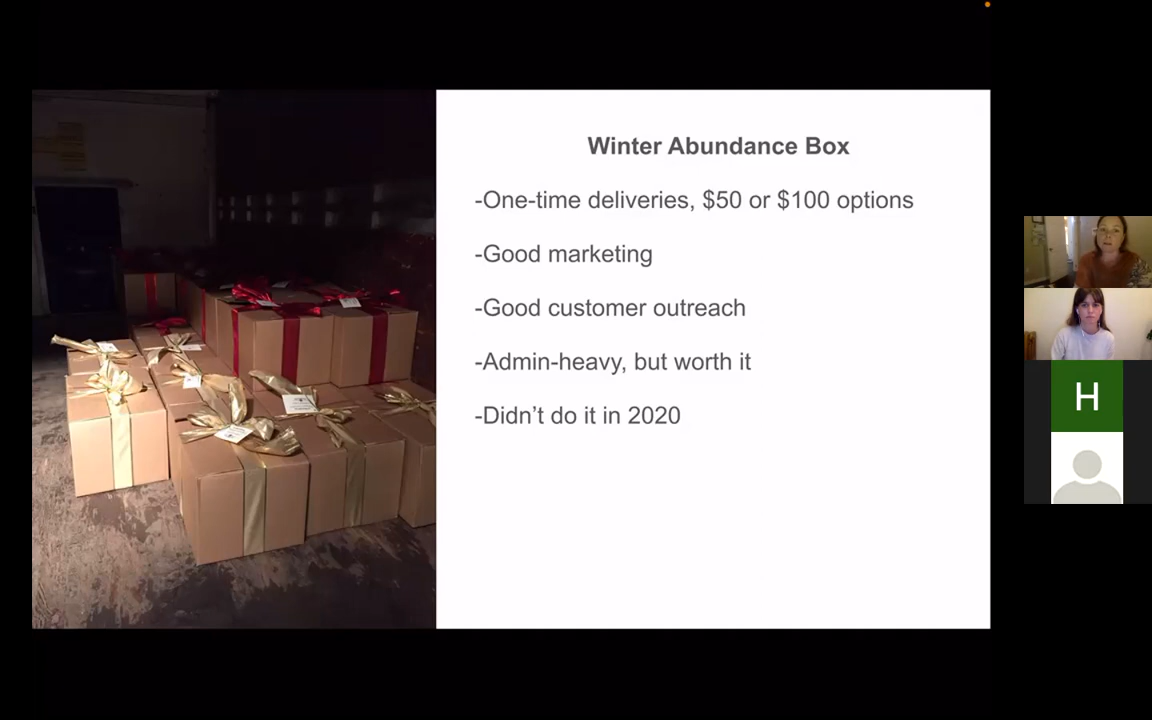 Winter Abundance Box
-One-time deliveries, $50 or $100 options
-Good marketing
-Good customer outreach
-Admin-heavy, but worth it
-Didn’t do it in 2020
H